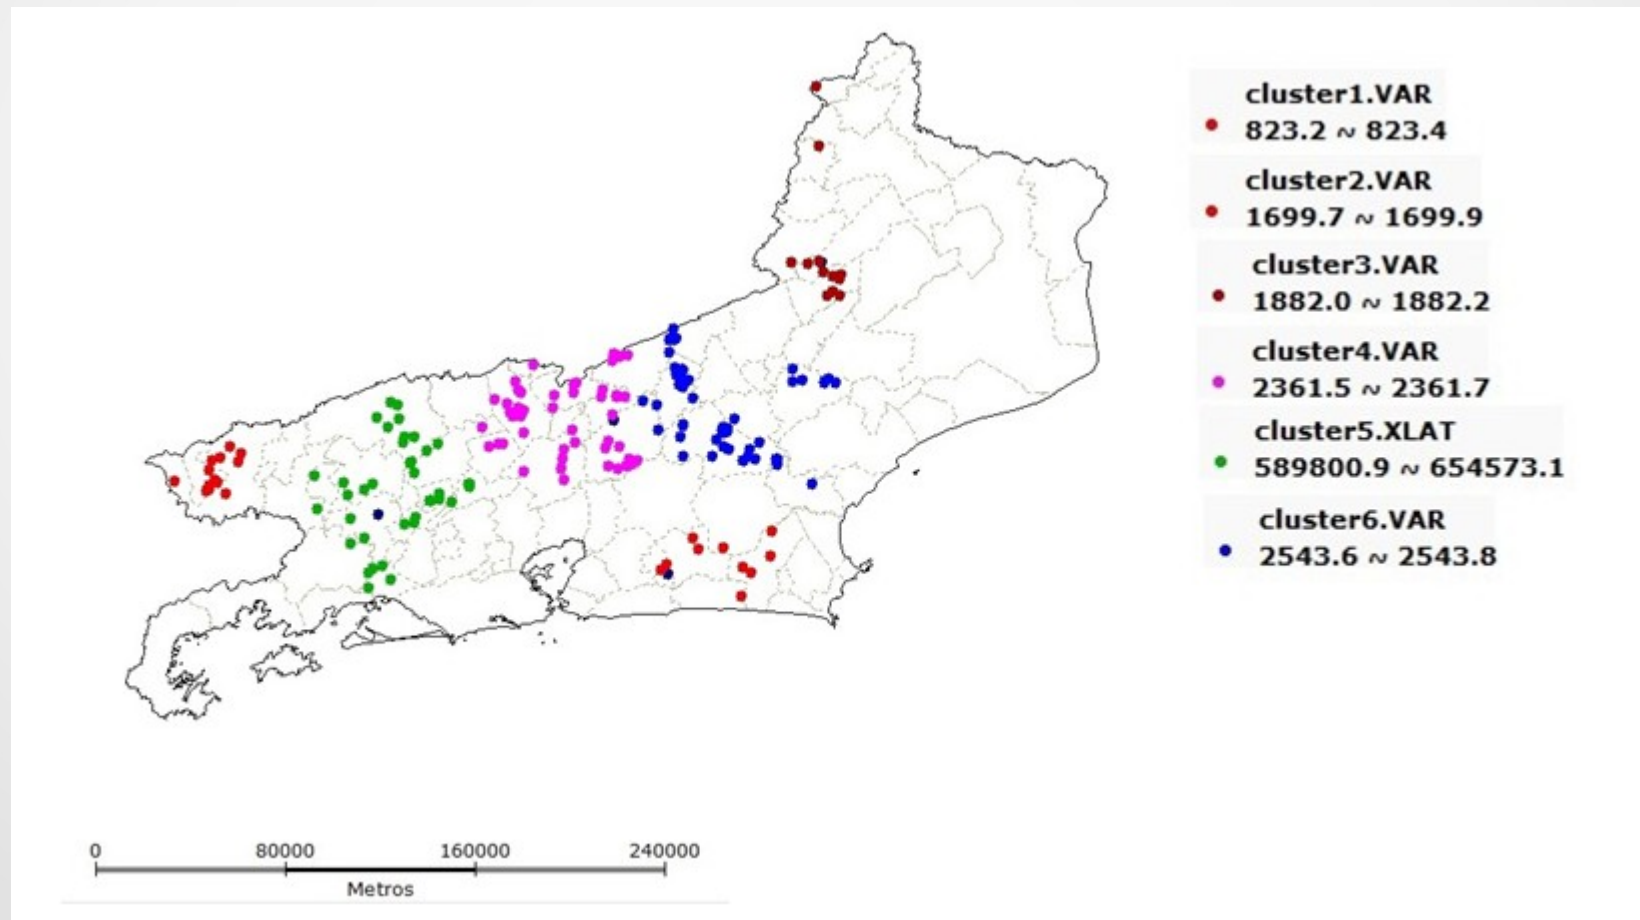 cluster1.VAR
823.2 ~ 823.4
cluster2.VAR
1699.7 ~ 1699.9
cluster3.VAR
1882.0 ~ 1882.2
cluster4.VAR
2361.5 ~ 2361.7
cluster5.XLAT
589800.9 ~ 654573.1
cluster6.VAR
2543.6 ~ 2543.8
0 80000 160000 240000
Metros